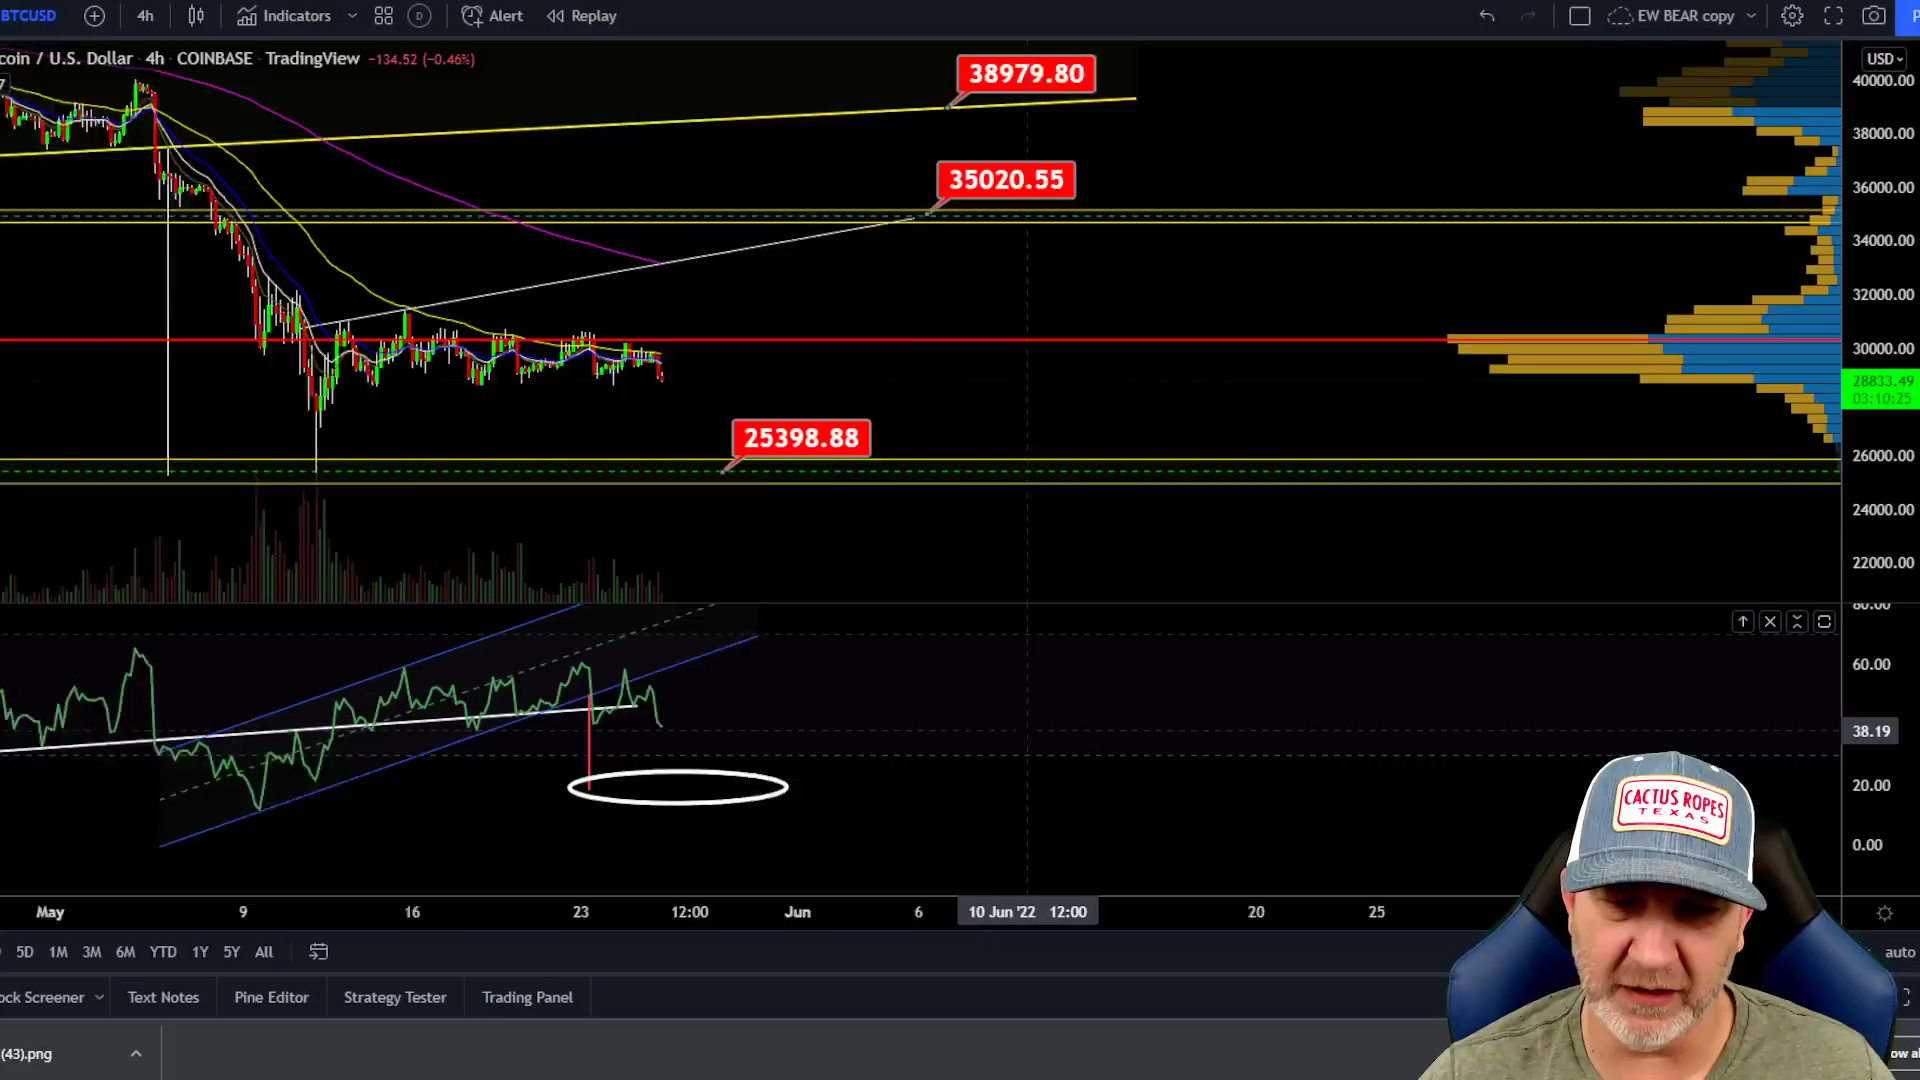 BTCUSD 4h Indicators D Alert Replay EW BEAR copy P
coin / U.S. Dollar · 4h · COINBASE · TradingView −134.52 (−0.46%)
USD
40000.00
38979.80
38000.00
36000.00
35020.55
34000.00
32000.00
30000.00
28833.49
03:10:25
25398.88
26000.00
24000.00
22000.00
80.00
60.00
38.19
20.00
0.00
May 9 16 23 12:00 Jun 6 10 Jun '22 12:00 20 25
5D 1M 3M 6M YTD 1Y 5Y All
auto
ock Screener Text Notes Pine Editor Strategy Tester Trading Panel
(43).png
ow al
CACTUS ROPES
TEXAS